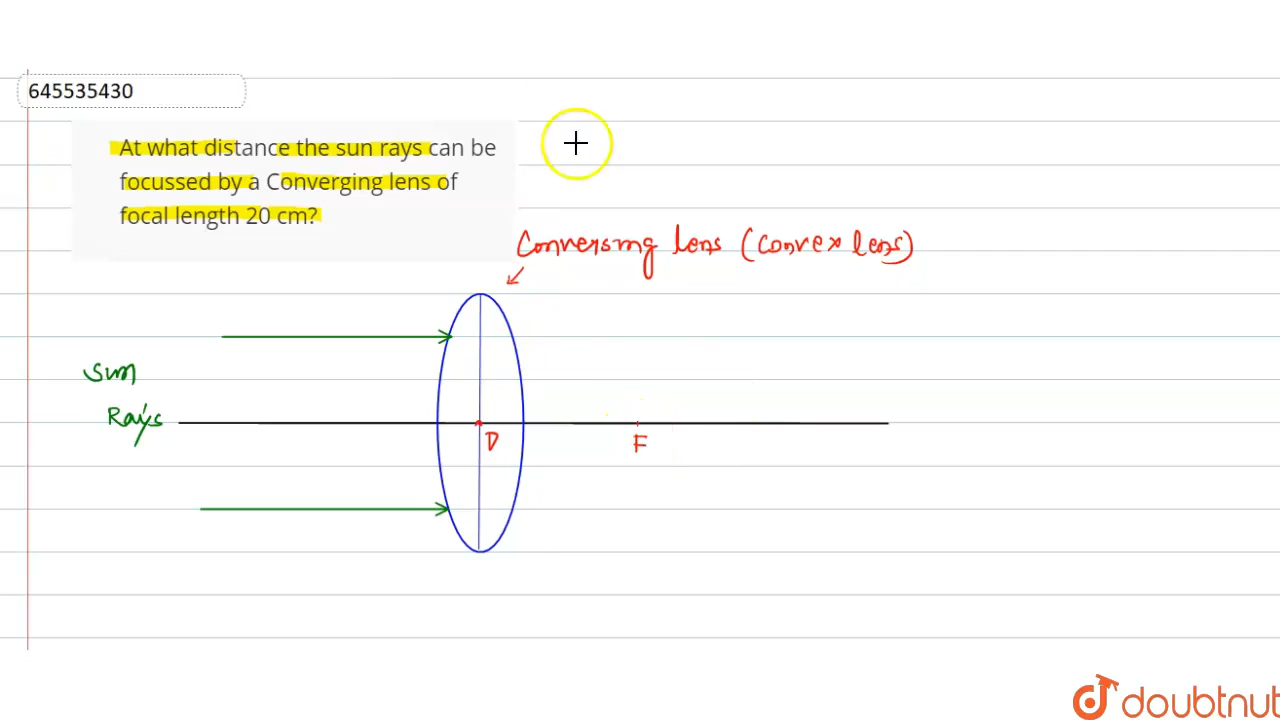 645535430
At what distance the sun rays can be
focussed by a Converging lens of
focal length 20 cm?
Conversing lens (Convex lens)
Sun
Rays
O
F
doubtnut